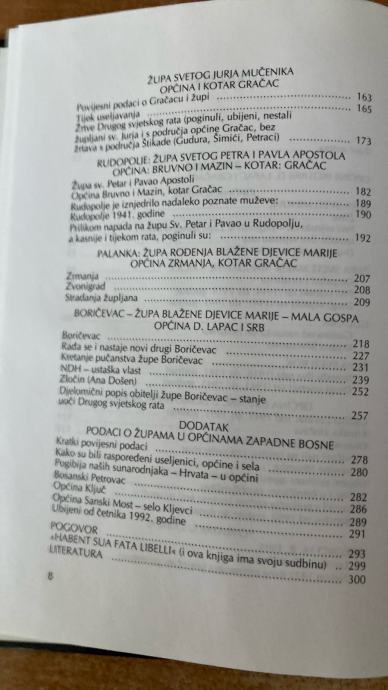 ŽUPA SVETOG JURJA MUČENIKA
OPĆINA I KOTAR GRAČAC
Povijesni podaci o Gračacu i župi ........ 163
Tijek useljavanja ........ 165
Žrtve Drugog svjetskog rata (poginuli, ubijeni, nestali
župljani sv. Jurja i s područja općine Gračac, bez
žrtava s područja Štikade (Gudura, Šimići, Petraci) ........ 173
RUDOPOLJE: ŽUPA SVETOG PETRA I PAVLA APOSTOLA
OPĆINA: BRUVNO I MAZIN – KOTAR: GRAČAC
Župa sv. Petar i Pavao Apostoli
Općina Bruvno i Mazin, kotar Gračac ........ 182
Rudopolje je iznjedrilo nadaleko poznate muževe: ........ 189
Rudopolje 1941. godine ........ 190
Prilikom napada na župu Sv. Petar i Pavao u Rudopolju,
a kasnije i tijekom rata, poginuli su: ........ 192
PALANKA: ŽUPA ROĐENJA BLAŽENE DJEVICE MARIJE
OPĆINA ZRMANJA, KOTAR GRAČAC
Zrmanja ........ 207
Zvonigrad ........ 208
Stradanja župljana ........ 209
BORIČEVAC – ŽUPA BLAŽENE DJEVICE MARIJE – MALA GOSPA
OPĆINA D. LAPAC I SRB
Boričevac ........ 218
Rađa se i nastaje novi drugi Boričevac ........ 227
Kretanje pučanstva župe Boričevac ........ 231
NDH – ustaška vlast ........ 239
Zločin (Ana Došen) ........ 252
Djelomični popis obitelji župe Boričevac – stanje
uoči Drugog svjetskog rata ........ 257
DODATAK
PODACI O ŽUPAMA U OPĆINAMA ZAPADNE BOSNE
Kratki povijesni podaci ........ 278
Kako su bili raspoređeni useljenici, općine i sela ........ 280
Pogibija naših sunarodnjaka – Hrvata – u općini
Bosanski Petrovac ........ 282
Općina Ključ ........ 286
Općina Sanski Most – selo Kljevci ........ 289
Ubijeni od četnika 1992. godine ........ 291
POGOVOR ........ 293
»HABENT SUA FATA LIBELLI« (i ova knjiga ima svoju sudbinu) .. 299
LITERATURA ........ 300
8